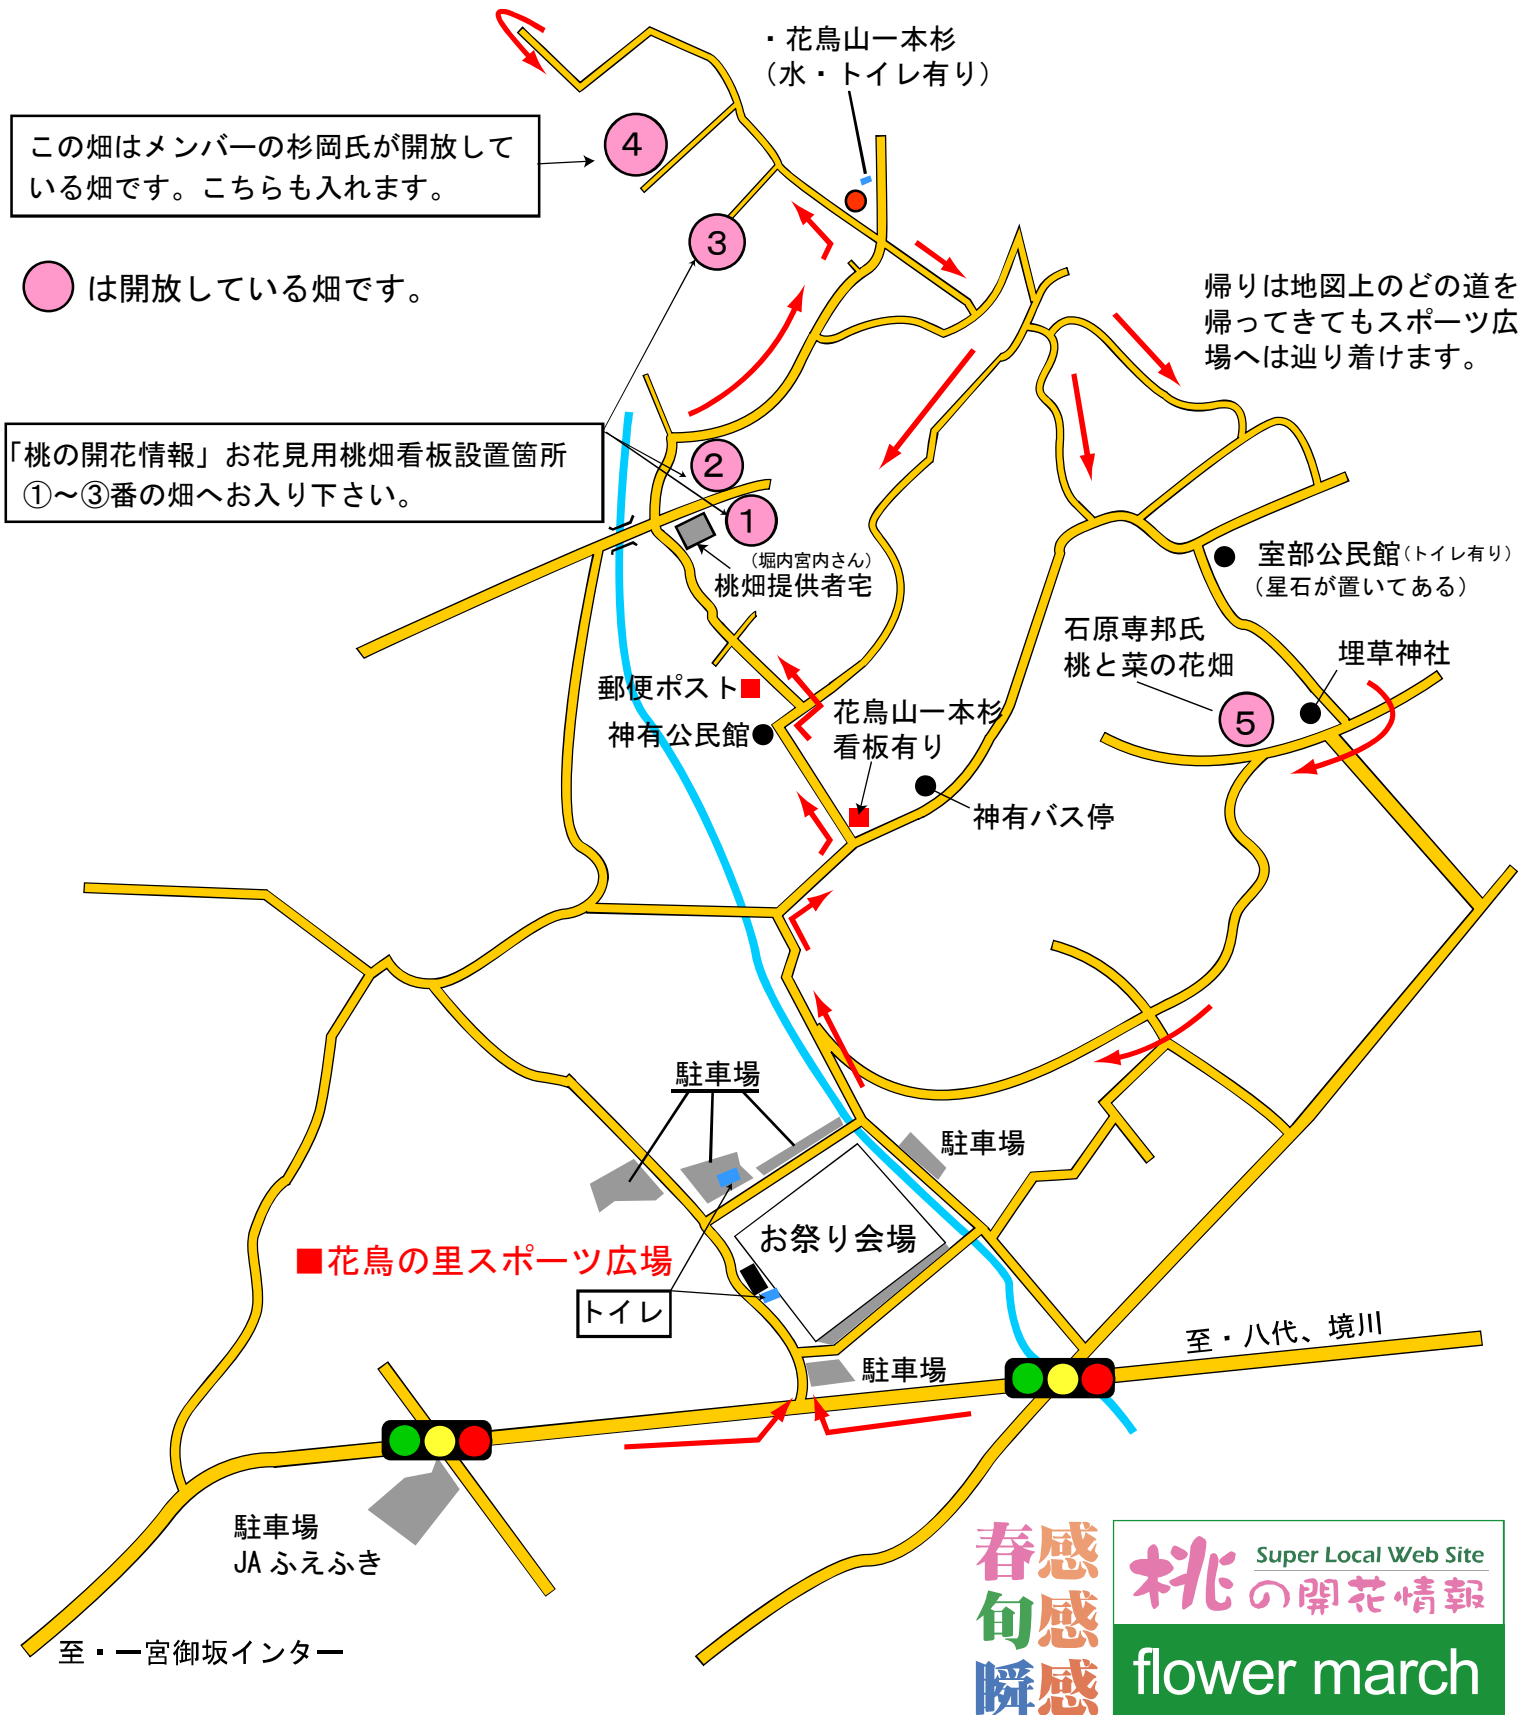 ・花鳥山一本杉
（水・トイレ有り）
この畑はメンバーの杉岡氏が開放して
いる畑です。こちらも入れます。
4
3
は開放している畑です。
帰りは地図上のどの道を
帰ってきてもスポーツ広
場へは辿り着けます。
「桃の開花情報」お花見用桃畑看板設置箇所
①〜③番の畑へお入り下さい。
2
1
（堀内宮内さん）
桃畑提供者宅
室部公民館（トイレ有り）
（星石が置いてある）
石原専邦氏
桃と菜の花畑
埋草神社
5
郵便ポスト
神有公民館
花鳥山一本杉
看板有り
神有バス停
駐車場
駐車場
お祭り会場
■花鳥の里スポーツ広場
トイレ
駐車場
至・八代、境川
駐車場
JA ふえふき
至・一宮御坂インター
春感
旬感
瞬感
桃の開花情報
Super Local Web Site
flower march